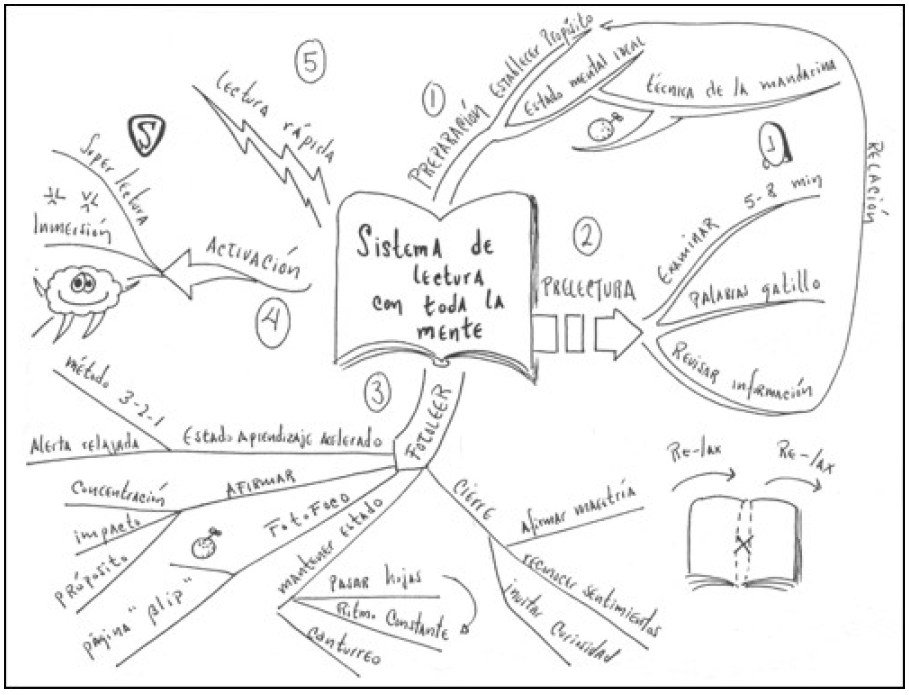 Sistema de
lectura
con toda la
mente
1
PREPARACIÓN
Establecer Propósito
Estado mental ideal
técnica de la mandarina
RELACIÓN
2
PRELECTURA
Examinar 5-8 min
Palabras gatillo
Revisar información
3
FOTOLEER
Estado Aprendizaje Acelerado
método 3-2-1
Alerta relajada
AFIRMAR
Concentración
impacto
Própósito
FotoFoco
página "blip"
mantener estado
Pasar hojas
Ritmo Constante
Canturreo
Cierre
Afirmar maestría
reconocer sentimientos
invitar Curiosidad
Re-lax
Re-lax
4
ACTIVACIÓN
Super lectura
S
Inmersión
5
lectura rápida